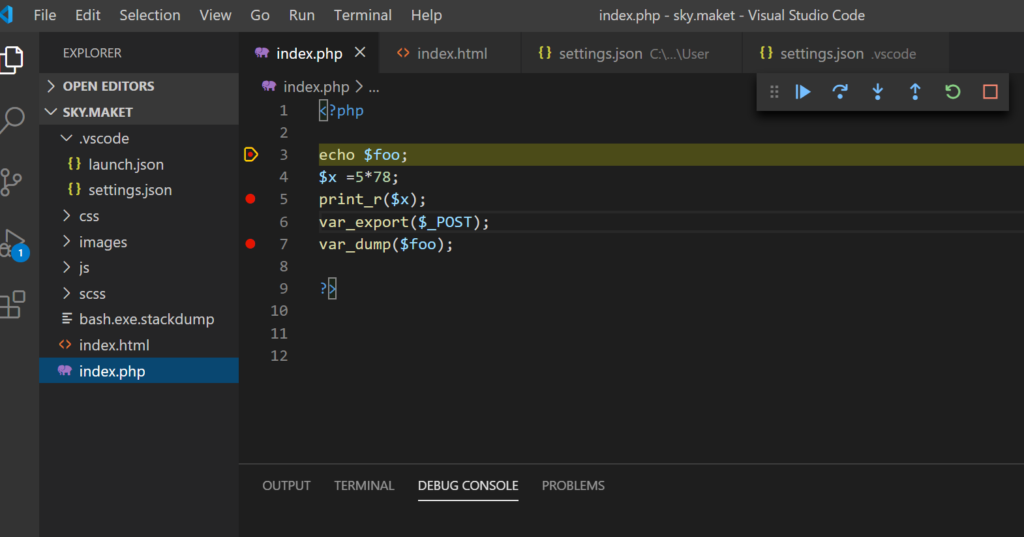 File Edit Selection View Go Run Terminal Help index.php - sky.maket - Visual Studio Code
EXPLORER
OPEN EDITORS
SKY.MAKET
.vscode
{} launch.json
{} settings.json
css
images
js
scss
bash.exe.stackdump
<> index.html
index.php
1
index.php <> index.html {} settings.json C:\...\User {} settings.json .vscode
index.php > ...
1 <?php
2
3 echo $foo;
4 $x =5*78;
5 print_r($x);
6 var_export($_POST);
7 var_dump($foo);
8
9 ?>
10
11
12
OUTPUT TERMINAL DEBUG CONSOLE PROBLEMS